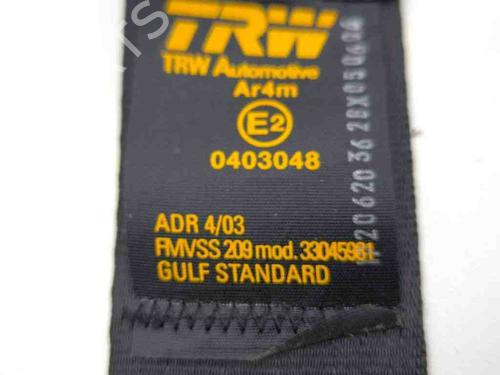 TRW
TRW Automotive
Ar4m
E2
0403048
ADR 4/03
FMVSS 209 mod. 33045981
GULF STANDARD